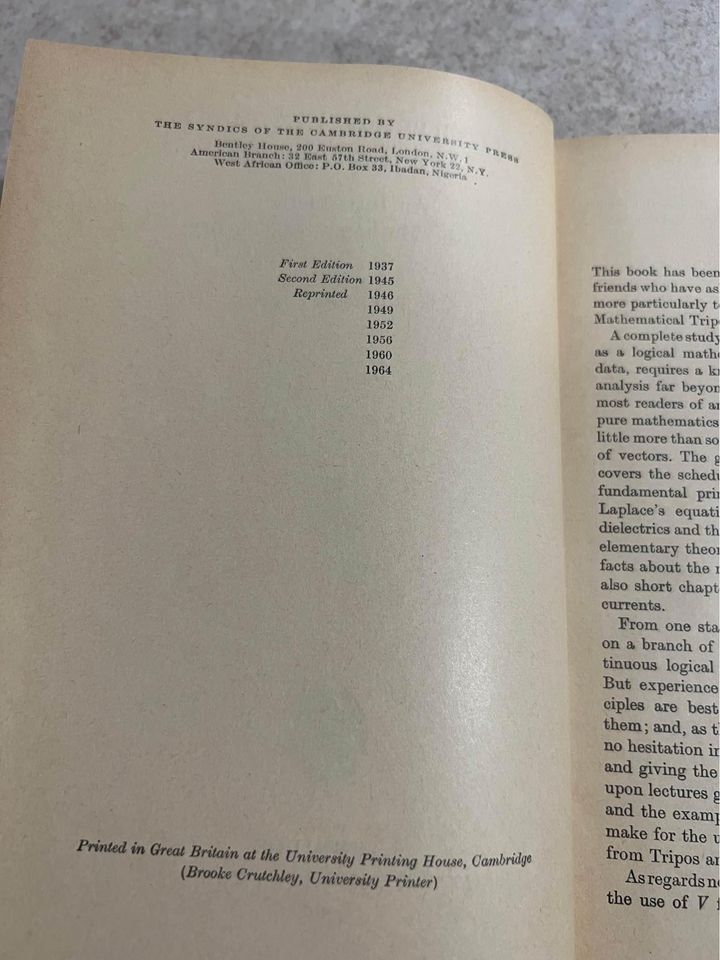 PUBLISHED BY
THE SYNDICS OF THE CAMBRIDGE UNIVERSITY PRESS
Bentley House, 200 Euston Road, London, N.W. 1
American Branch: 32 East 57th Street, New York 22, N.Y.
West African Office: P.O. Box 33, Ibadan, Nigeria
First Edition 1937
Second Edition 1945
Reprinted 1946
1949
1952
1956
1960
1964
Printed in Great Britain at the University Printing House, Cambridge
(Brooke Crutchley, University Printer)
This book has been
friends who have as
more particularly t
Mathematical Trip
A complete study
as a logical mathe
data, requires a k
analysis far beyon
most readers of a
pure mathematics
little more than so
of vectors. The g
covers the schedu
fundamental prin
Laplace's equati
dielectrics and th
elementary theor
facts about the
also short chapt
currents.
From one sta
on a branch of
tinuous logical
But experience
ciples are best
them; and, as t
no hesitation in
and giving the
upon lectures g
and the examp
make for the u
from Tripos a
As regards n
the use of V f